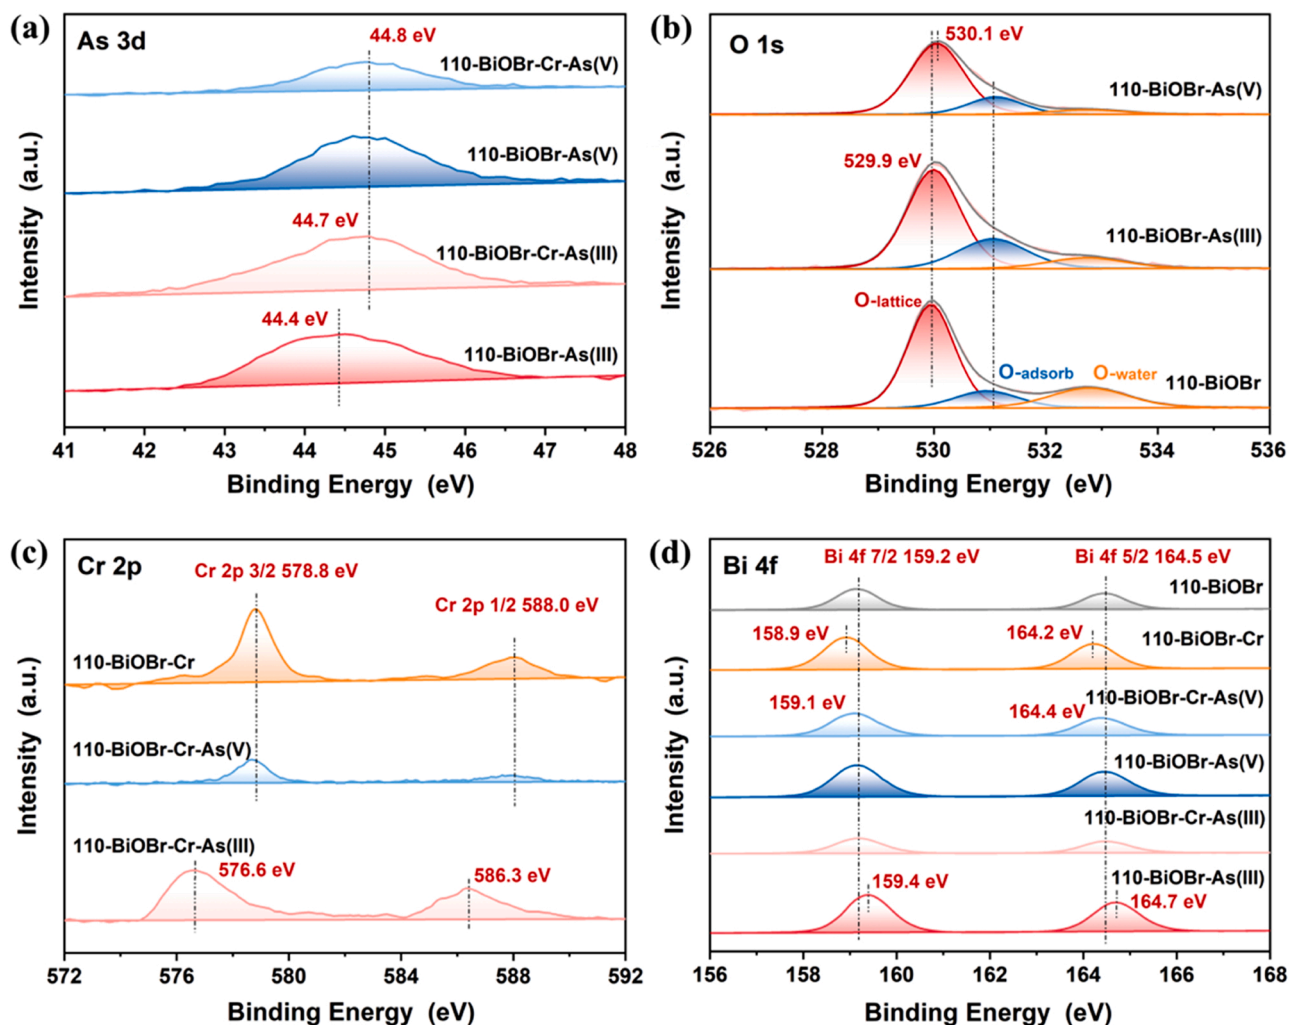 (a)
As 3d
44.8 eV
110-BiOBr-Cr-As(V)
110-BiOBr-As(V)
44.7 eV
110-BiOBr-Cr-As(III)
44.4 eV
110-BiOBr-As(III)
Intensity (a.u.)
41 42 43 44 45 46 47 48
Binding Energy (eV)
(b)
O 1s
530.1 eV
110-BiOBr-As(V)
529.9 eV
110-BiOBr-As(III)
O-lattice
O-adsorb
O-water
110-BiOBr
Intensity (a.u.)
526 528 530 532 534 536
Binding Energy (eV)
(c)
Cr 2p
Cr 2p 3/2 578.8 eV
Cr 2p 1/2 588.0 eV
110-BiOBr-Cr
110-BiOBr-Cr-As(V)
110-BiOBr-Cr-As(III)
576.6 eV
586.3 eV
Intensity (a.u.)
572 576 580 584 588 592
Binding Energy (eV)
(d)
Bi 4f
Bi 4f 7/2 159.2 eV
Bi 4f 5/2 164.5 eV
110-BiOBr
158.9 eV
164.2 eV
110-BiOBr-Cr
159.1 eV
164.4 eV
110-BiOBr-Cr-As(V)
110-BiOBr-As(V)
110-BiOBr-Cr-As(III)
110-BiOBr-As(III)
159.4 eV
164.7 eV
Intensity (a.u.)
156 158 160 162 164 166 168
Binding Energy (eV)